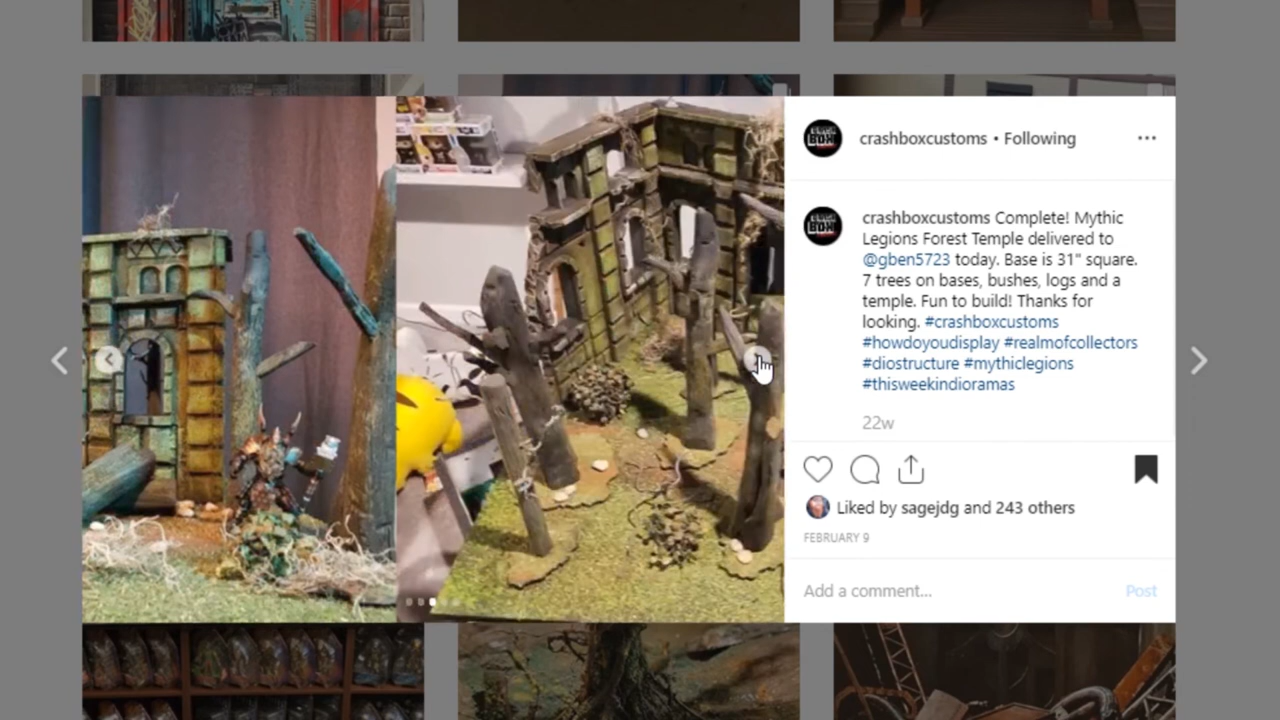 crashboxcustoms • Following
crashboxcustoms Complete! Mythic
Legions Forest Temple delivered to
@gben5723 today. Base is 31" square.
7 trees on bases, bushes, logs and a
temple. Fun to build! Thanks for
looking. #crashboxcustoms
#howdoyoudisplay #realmofcollectors
#diostructure #mythiclegions
#thisweekindioramas
22w
Liked by sagejdg and 243 others
FEBRUARY 9
Add a comment... Post